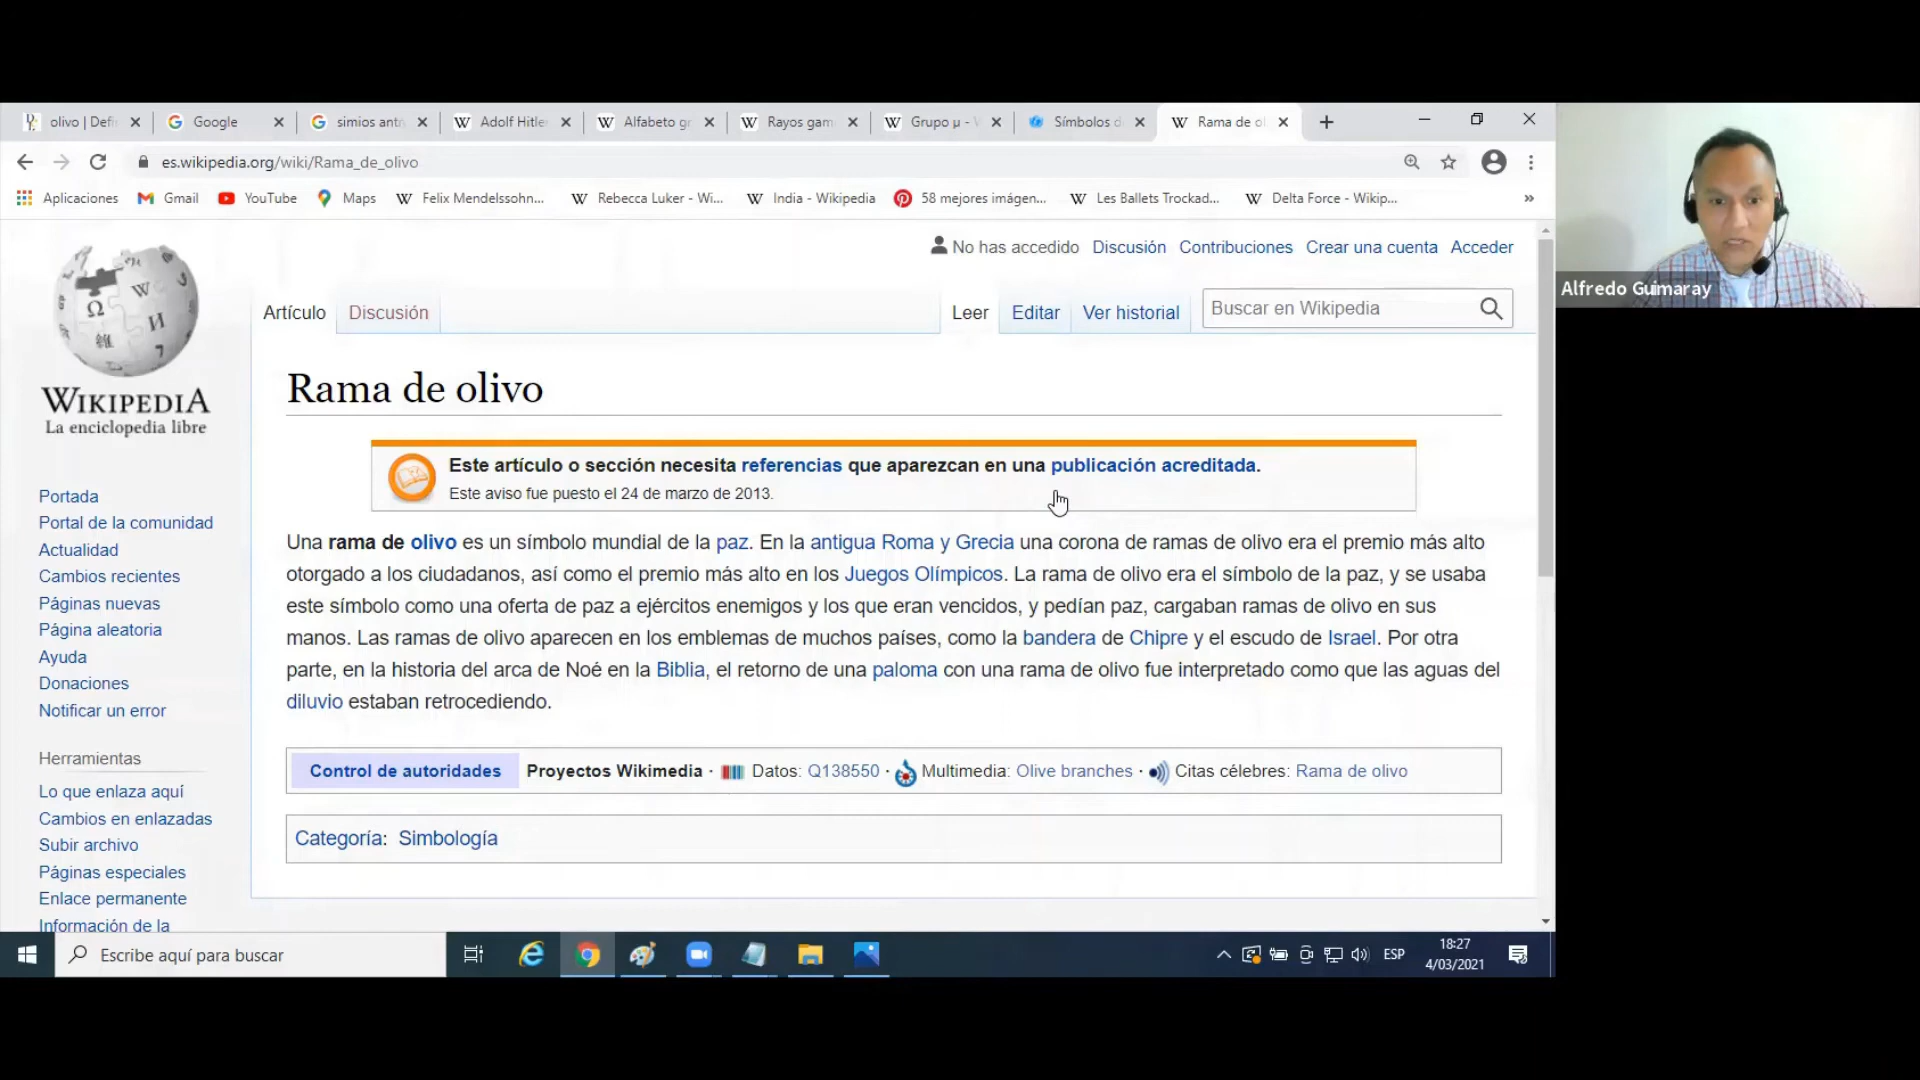 olivo | Defi
Google
simios antr
Adolf Hitle
Alfabeto gr
Rayos gam
Grupo μ -
Símbolos d
Rama de ol
es.wikipedia.org/wiki/Rama_de_olivo
Aplicaciones
Gmail
YouTube
Maps
Felix Mendelssohn...
Rebecca Luker - Wi...
India - Wikipedia
58 mejores imágen...
Les Ballets Trockad...
Delta Force - Wikip...
»
No has accedido Discusión Contribuciones Crear una cuenta Acceder
Artículo Discusión Leer Editar Ver historial Buscar en Wikipedia
WIKIPEDIA
La enciclopedia libre
Portada
Portal de la comunidad
Actualidad
Cambios recientes
Páginas nuevas
Página aleatoria
Ayuda
Donaciones
Notificar un error
Herramientas
Lo que enlaza aquí
Cambios en enlazadas
Subir archivo
Páginas especiales
Enlace permanente
Información de la
Rama de olivo
Este artículo o sección necesita referencias que aparezcan en una publicación acreditada.
Este aviso fue puesto el 24 de marzo de 2013.
Una rama de olivo es un símbolo mundial de la paz. En la antigua Roma y Grecia una corona de ramas de olivo era el premio más alto
otorgado a los ciudadanos, así como el premio más alto en los Juegos Olímpicos. La rama de olivo era el símbolo de la paz, y se usaba
este símbolo como una oferta de paz a ejércitos enemigos y los que eran vencidos, y pedían paz, cargaban ramas de olivo en sus
manos. Las ramas de olivo aparecen en los emblemas de muchos países, como la bandera de Chipre y el escudo de Israel. Por otra
parte, en la historia del arca de Noé en la Biblia, el retorno de una paloma con una rama de olivo fue interpretado como que las aguas del
diluvio estaban retrocediendo.
Control de autoridades Proyectos Wikimedia · Datos: Q138550 · Multimedia: Olive branches · Citas célebres: Rama de olivo
Categoría: Simbología
Alfredo Guimaray
Escribe aquí para buscar
ESP
18:27
4/03/2021